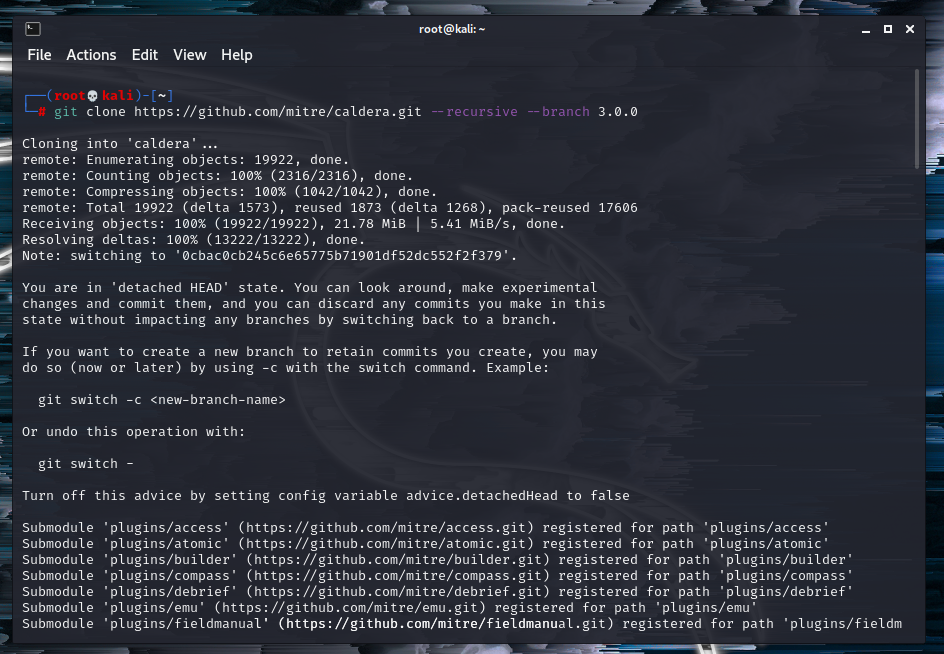 root@kali: ~
File Actions Edit View Help
┌──(root💀kali)-[~]
└─# git clone https://github.com/mitre/caldera.git --recursive --branch 3.0.0
Cloning into 'caldera'...
remote: Enumerating objects: 19922, done.
remote: Counting objects: 100% (2316/2316), done.
remote: Compressing objects: 100% (1042/1042), done.
remote: Total 19922 (delta 1573), reused 1873 (delta 1268), pack-reused 17606
Receiving objects: 100% (19922/19922), 21.78 MiB | 5.41 MiB/s, done.
Resolving deltas: 100% (13222/13222), done.
Note: switching to '0cbac0cb245c6e65775b71901df52dc552f2f379'.
You are in 'detached HEAD' state. You can look around, make experimental
changes and commit them, and you can discard any commits you make in this
state without impacting any branches by switching back to a branch.
If you want to create a new branch to retain commits you create, you may
do so (now or later) by using -c with the switch command. Example:
git switch -c <new-branch-name>
Or undo this operation with:
git switch -
Turn off this advice by setting config variable advice.detachedHead to false
Submodule 'plugins/access' (https://github.com/mitre/access.git) registered for path 'plugins/access'
Submodule 'plugins/atomic' (https://github.com/mitre/atomic.git) registered for path 'plugins/atomic'
Submodule 'plugins/builder' (https://github.com/mitre/builder.git) registered for path 'plugins/builder'
Submodule 'plugins/compass' (https://github.com/mitre/compass.git) registered for path 'plugins/compass'
Submodule 'plugins/debrief' (https://github.com/mitre/debrief.git) registered for path 'plugins/debrief'
Submodule 'plugins/emu' (https://github.com/mitre/emu.git) registered for path 'plugins/emu'
Submodule 'plugins/fieldmanual' (https://github.com/mitre/fieldmanual.git) registered for path 'plugins/fieldm